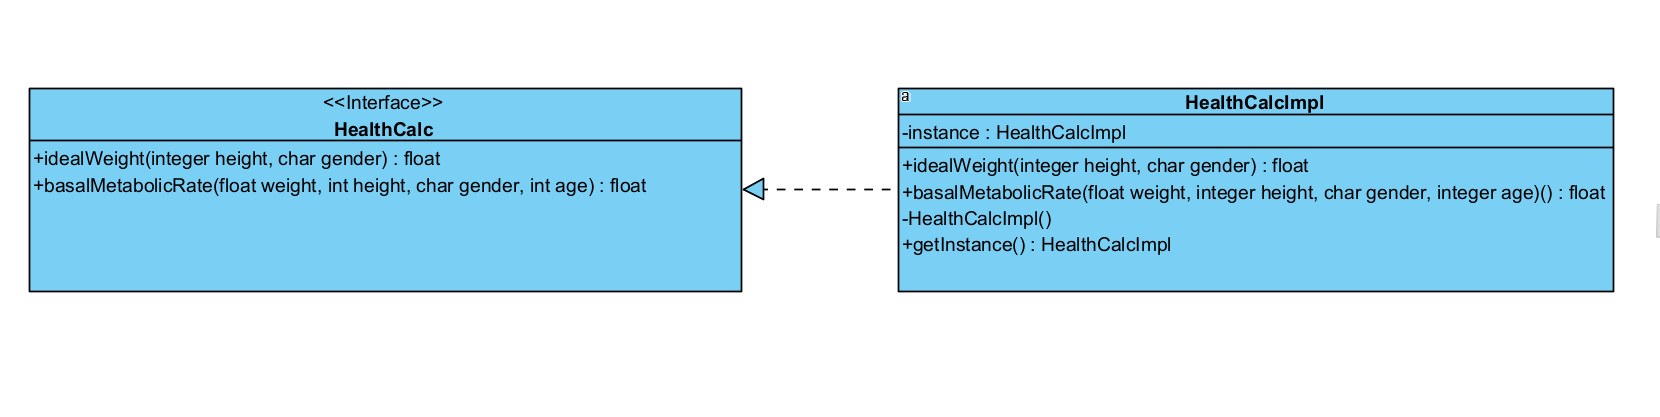 <<Interface>>
HealthCalc
+idealWeight(integer height, char gender) : float
+basalMetabolicRate(float weight, int height, char gender, int age) : float
a
HealthCalcImpl
-instance : HealthCalcImpl
+idealWeight(integer height, char gender) : float
+basalMetabolicRate(float weight, integer height, char gender, integer age)() : float
-HealthCalcImpl()
+getInstance() : HealthCalcImpl